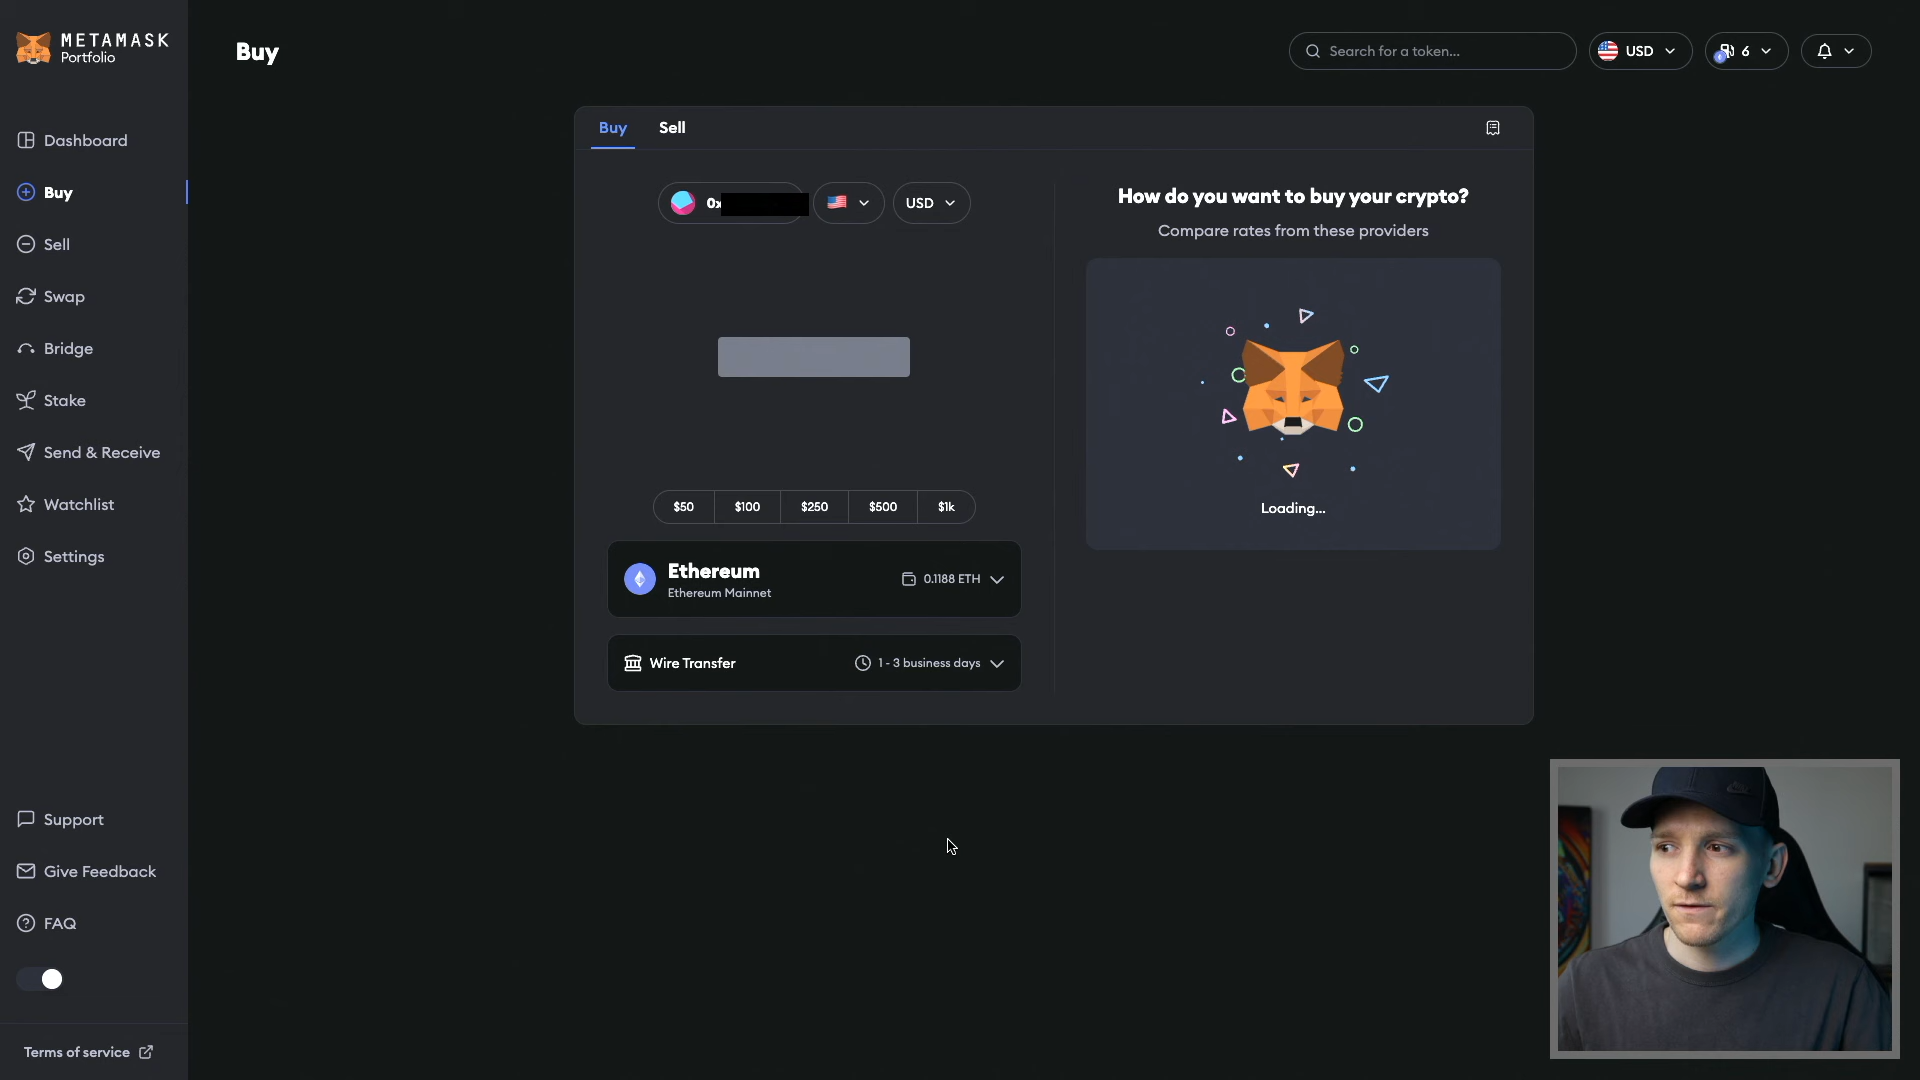 METAMASK
Portfolio
Buy
Search for a token...
USD
6
Dashboard
Buy
Sell
Swap
Bridge
Stake
Send & Receive
Watchlist
Settings
Support
Give Feedback
FAQ
Terms of service
Buy
Sell
0x
USD
$50
$100
$250
$500
$1k
Ethereum
Ethereum Mainnet
0.1188 ETH
Wire Transfer
1 - 3 business days
How do you want to buy your crypto?
Compare rates from these providers
Loading...